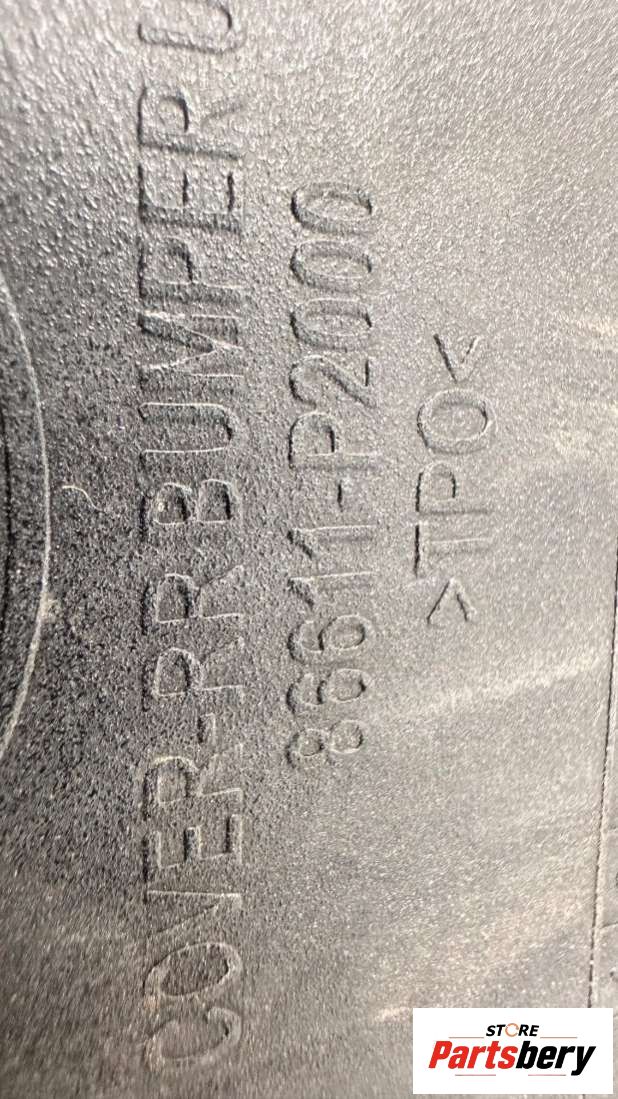 COVER-RR BUMPER U
86611-P2000
>TPO<
STORE
Partsbery